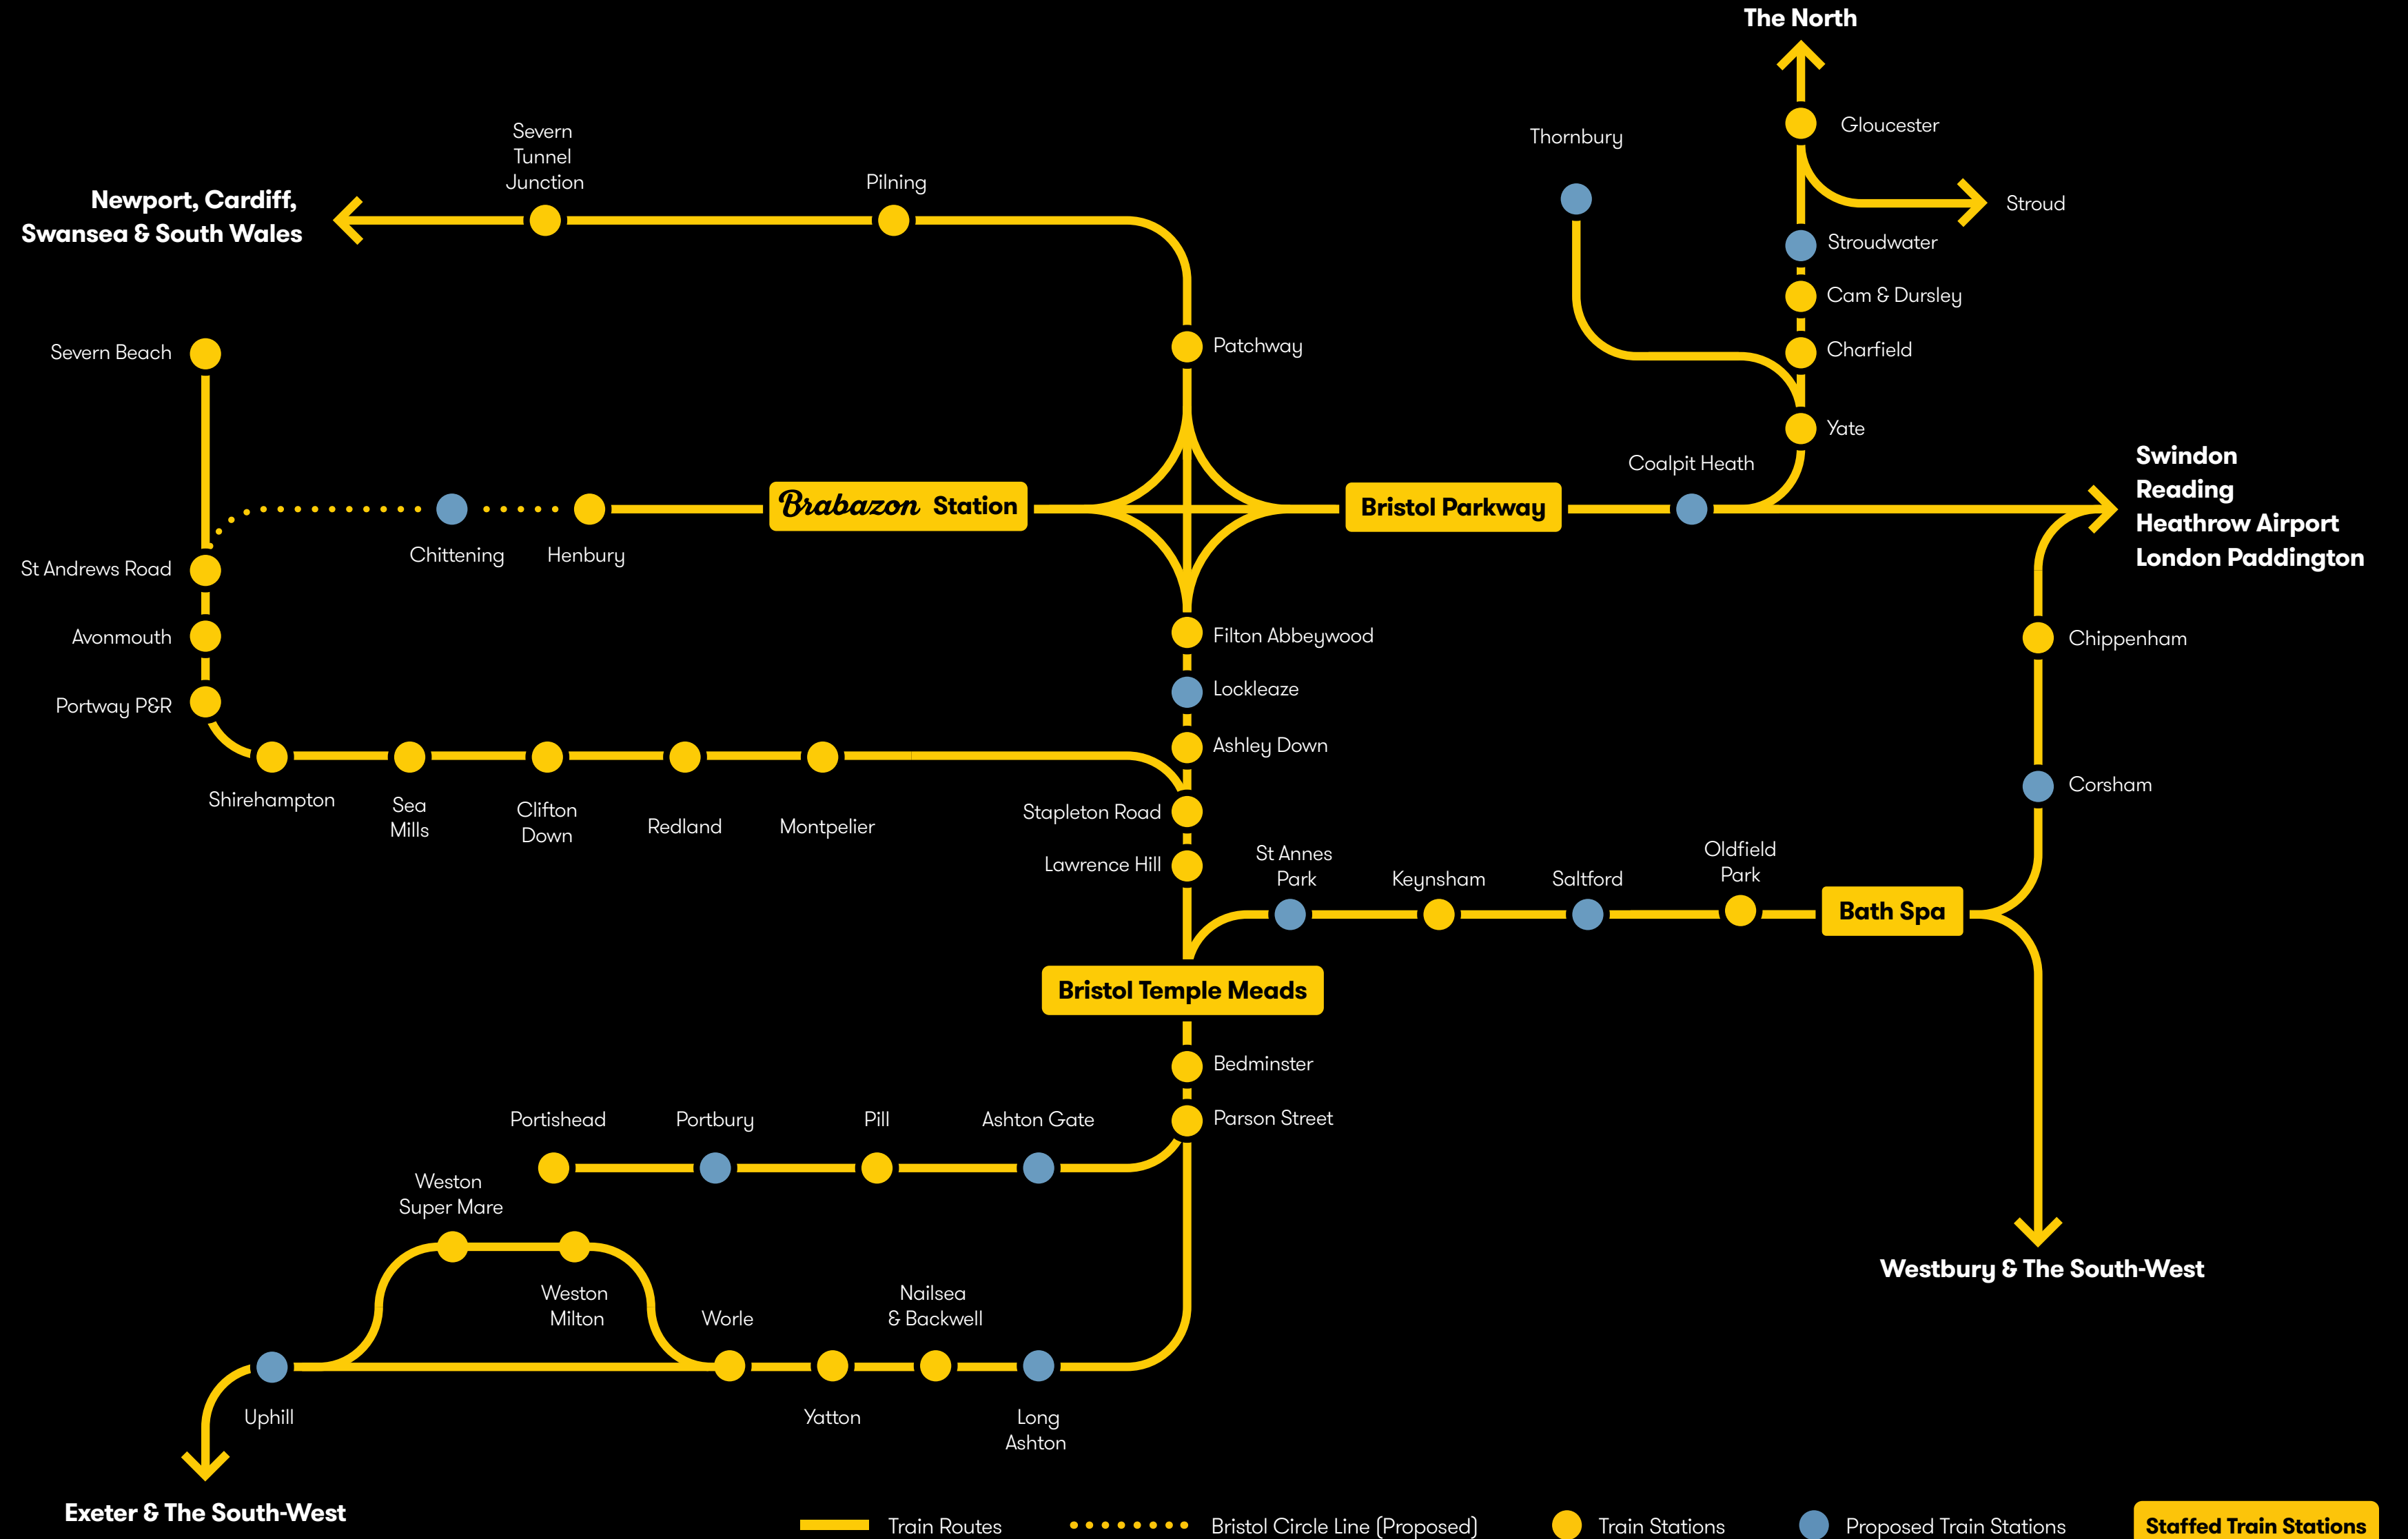 The North
Gloucester
Thornbury
Severn
Tunnel
Junction
Pilning
Newport, Cardiff,
Swansea & South Wales
Stroud
Stroudwater
Cam & Dursley
Patchway
Charfield
Severn Beach
Yate
Coalpit Heath
Swindon
Reading
Heathrow Airport
London Paddington
Brabazon Station
Bristol Parkway
Chittening
Henbury
St Andrews Road
Avonmouth
Filton Abbeywood
Chippenham
Lockleaze
Portway P&R
Ashley Down
Corsham
Shirehampton
Sea
Mills
Clifton
Down
Redland
Montpelier
Stapleton Road
Lawrence Hill
St Annes
Park
Keynsham
Saltford
Oldfield
Park
Bath Spa
Bristol Temple Meads
Bedminster
Parson Street
Portishead
Portbury
Pill
Ashton Gate
Weston
Super Mare
Weston
Milton
Worle
Nailsea
& Backwell
Westbury & The South-West
Uphill
Yatton
Long
Ashton
Exeter & The South-West
Train Routes
Bristol Circle Line (Proposed)
Train Stations
Proposed Train Stations
Staffed Train Stations